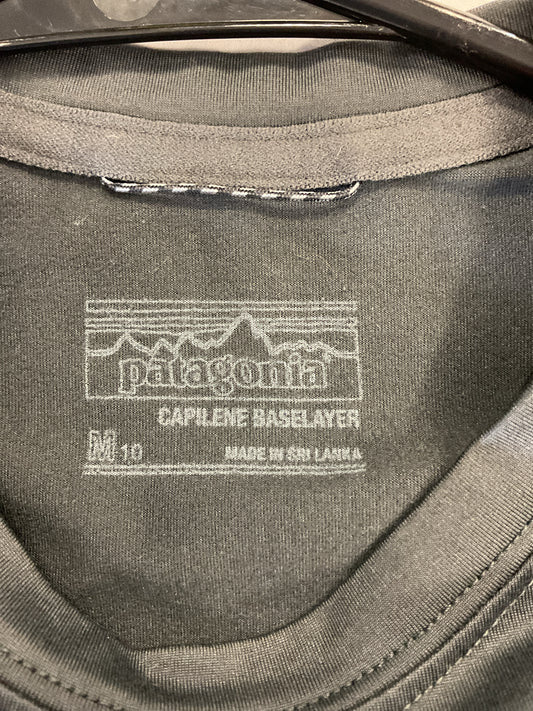 patagonia
CAPILENE BASELAYER
M 10
MADE IN SRI LANKA